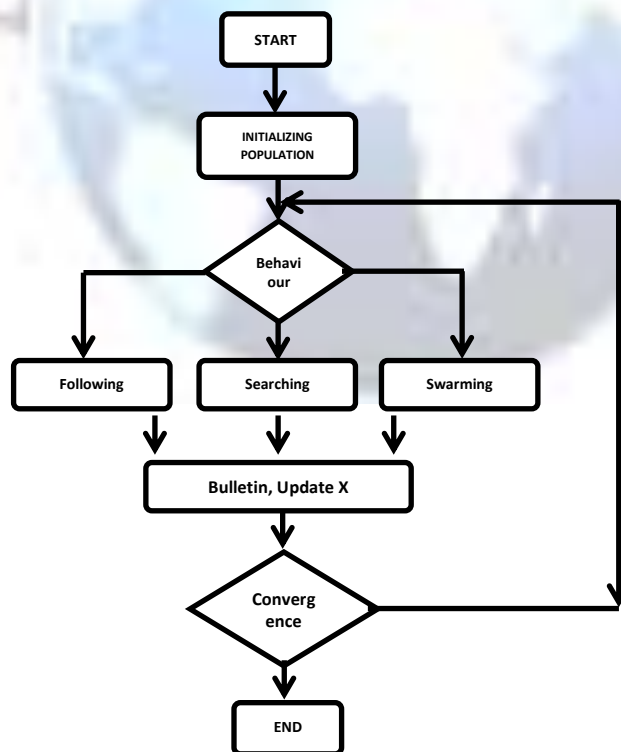 START
INITIALIZING
POPULATION
Behavi
our
Following
Searching
Swarming
Bulletin, Update X
Converg
ence
END